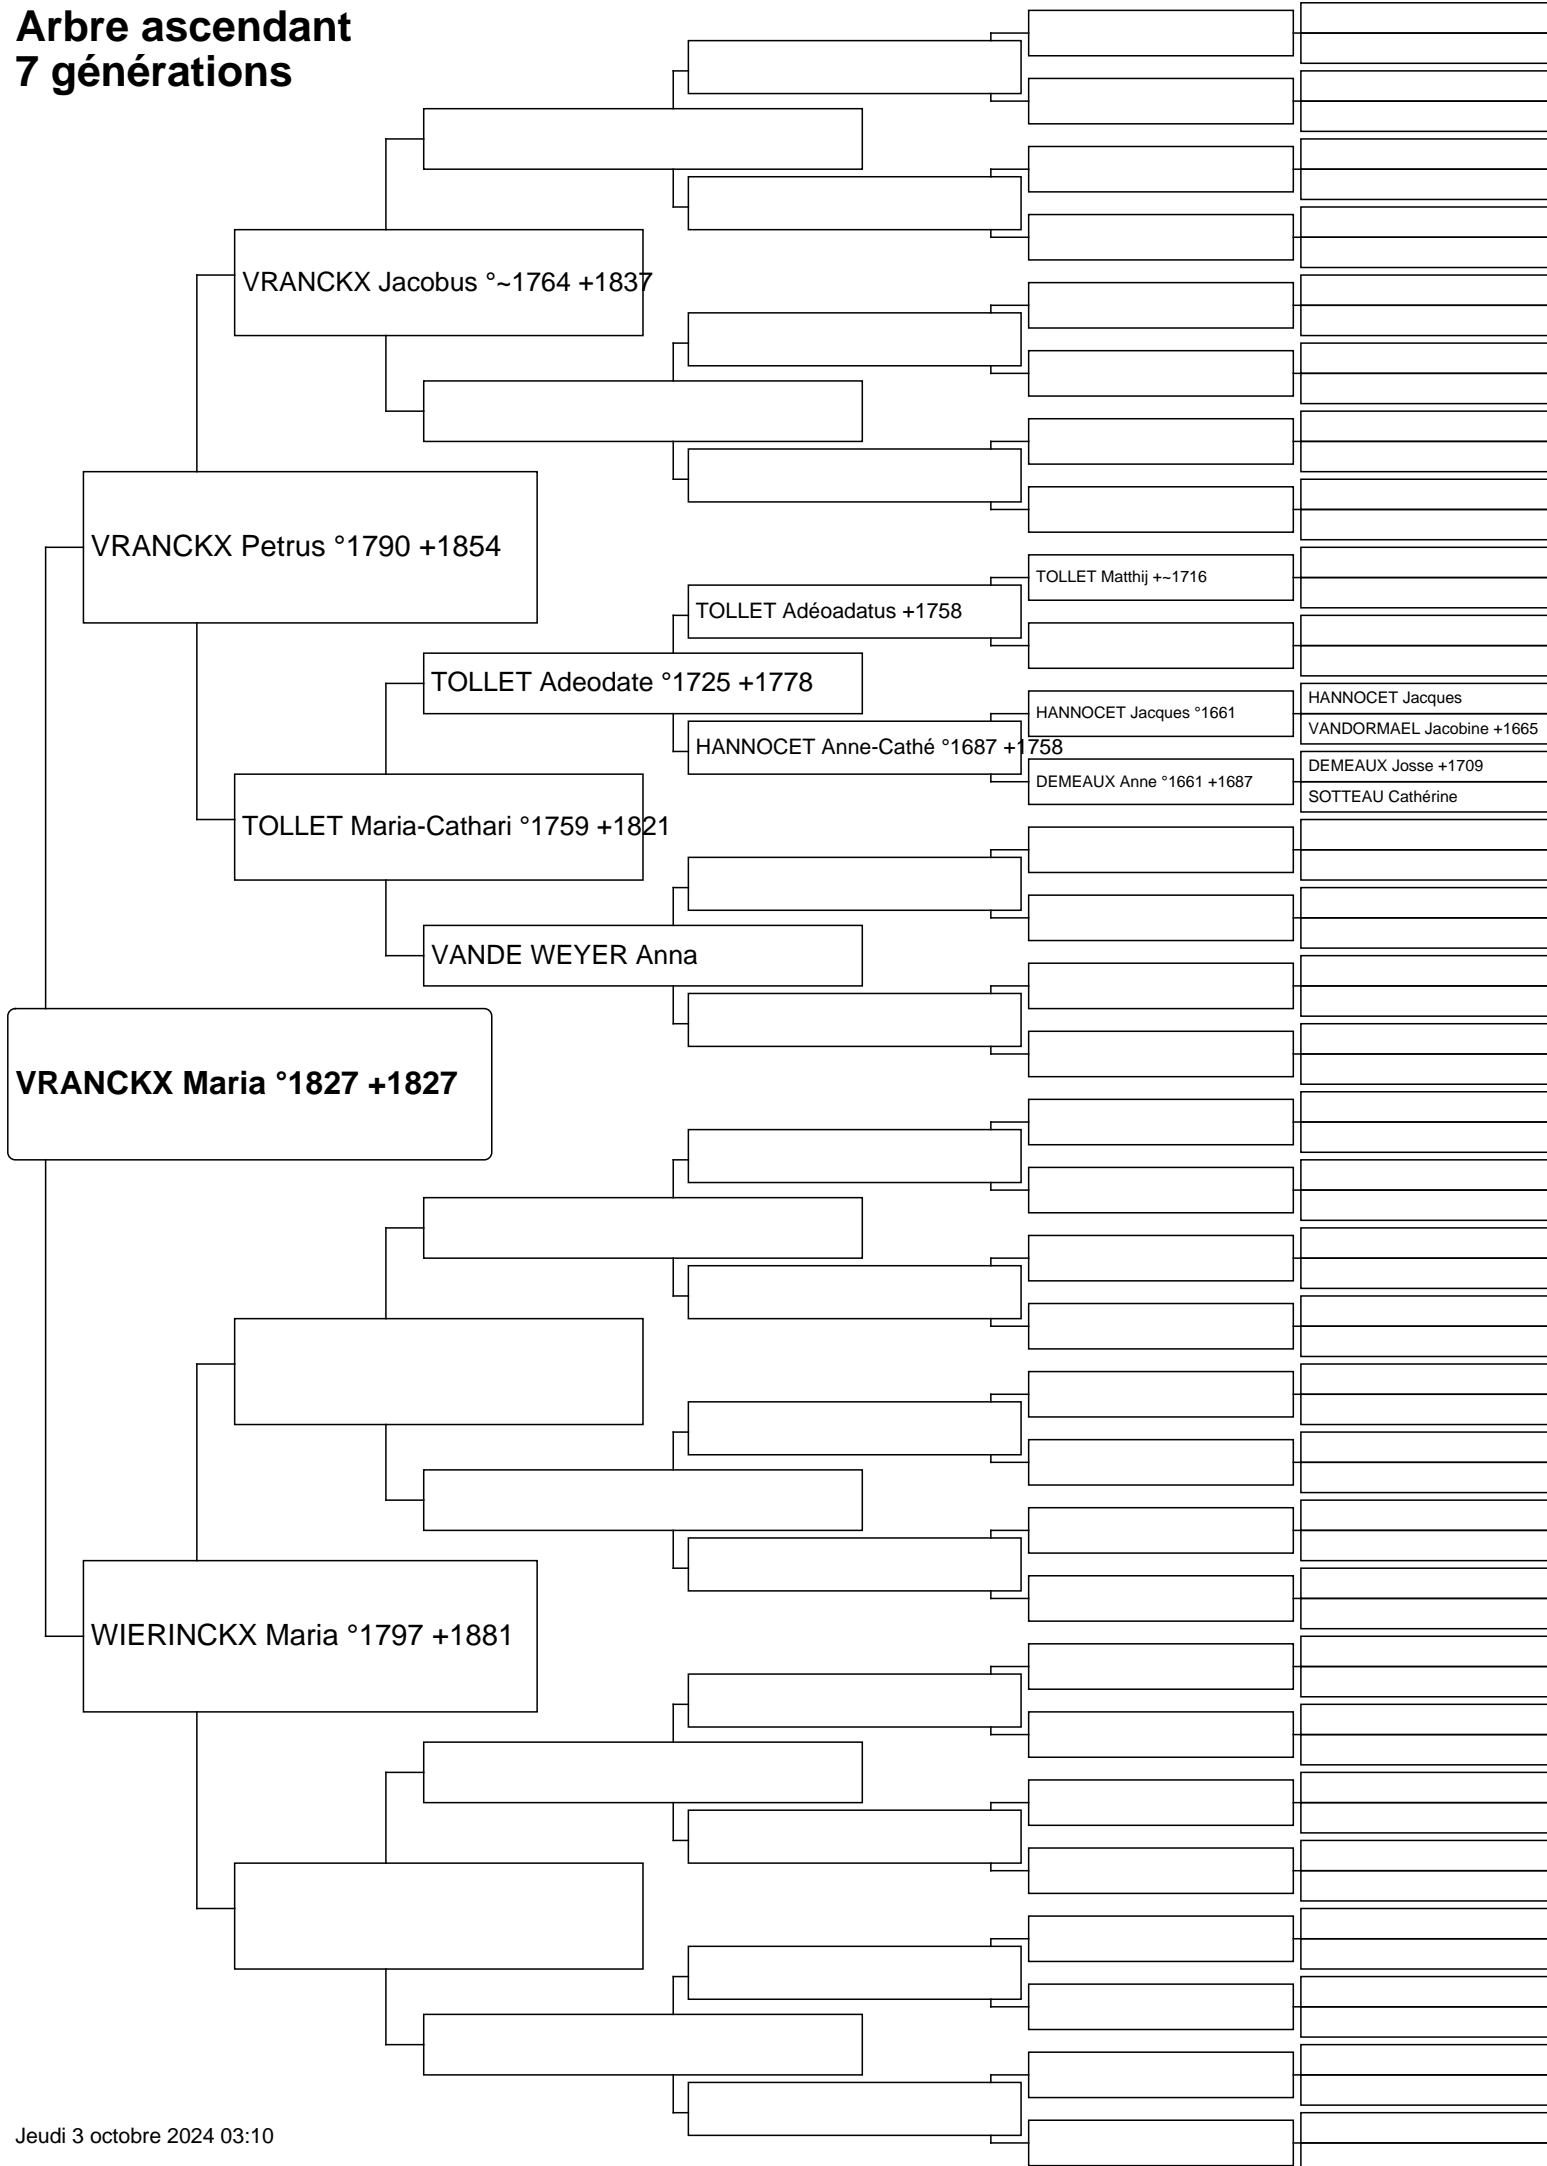 Arbre ascendant
7 générations
VRANCKX Jacobus °~1764 +1837
VRANCKX Petrus °1790 +1854
TOLLET Matthij +~1716
TOLLET Adéoadatus +1758
TOLLET Adeodate °1725 +1778
HANNOCET Jacques
HANNOCET Jacques °1661
VANDORMAEL Jacobine +1665
HANNOCET Anne-Cathé °1687 +1758
DEMEAUX Josse +1709
DEMEAUX Anne °1661 +1687
SOTTEAU Cathérine
TOLLET Maria-Cathari °1759 +1821
VANDE WEYER Anna
VRANCKX Maria °1827 +1827
WIERINCKX Maria °1797 +1881
Jeudi 3 octobre 2024 03:10